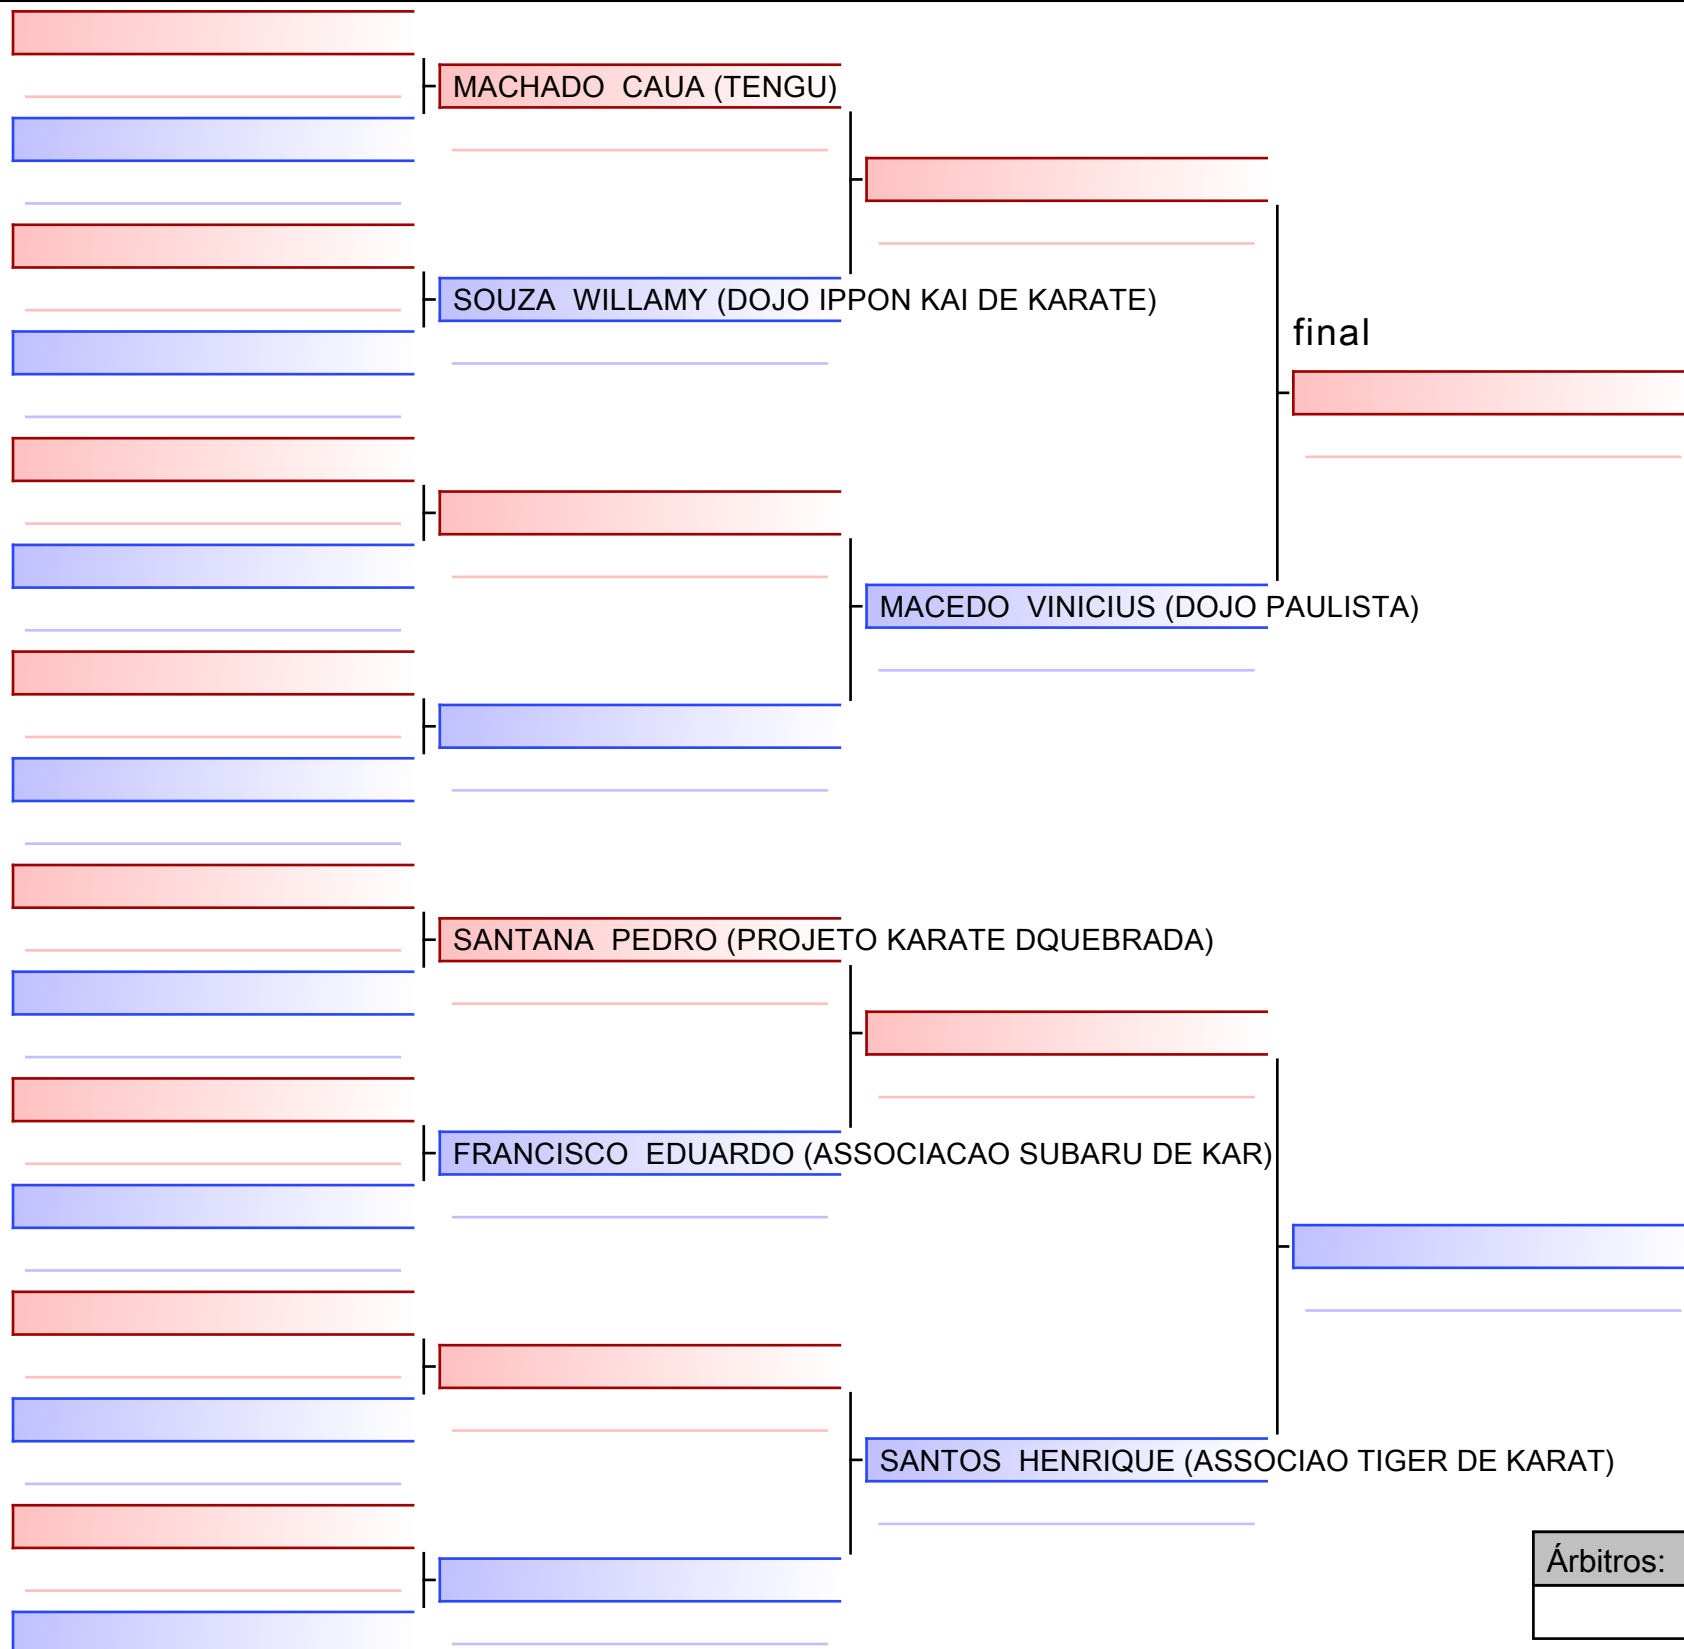 MACHADO  CAUA (TENGU)
SOUZA  WILLAMY (DOJO IPPON KAI DE KARATE)
final
MACEDO  VINICIUS (DOJO PAULISTA)
SANTANA  PEDRO (PROJETO KARATE DQUEBRADA)
FRANCISCO  EDUARDO (ASSOCIACAO SUBARU DE KAR)
SANTOS  HENRIQUE (ASSOCIAO TIGER DE KARAT)
Árbitros: